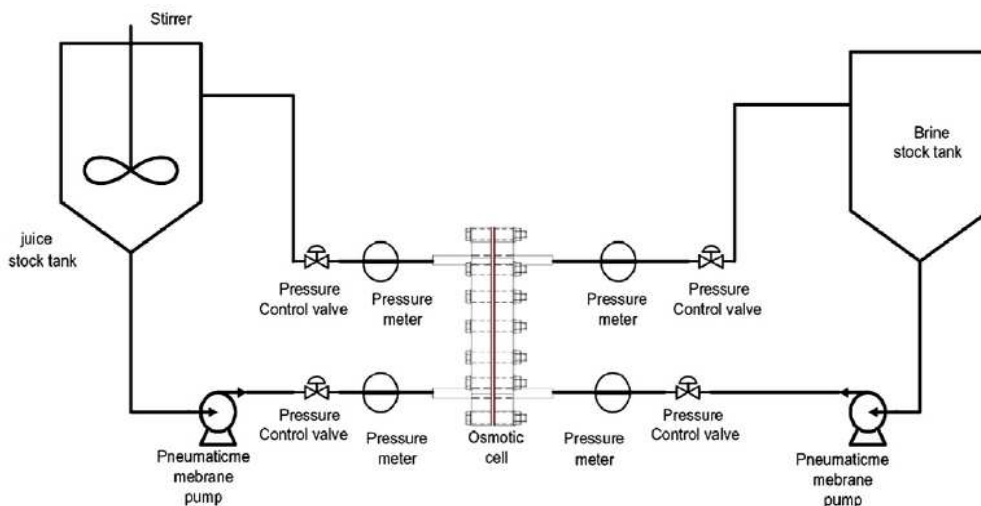 Stirrer
Brine
stock tank
juice
stock tank
Pressure
Control valve
Pressure
meter
Pressure
meter
Pressure
Control valve
Pressure
Control valve
Pressure
meter
Osmotic
cell
Pressure
meter
Pressure
Control valve
Pneumaticme
mebrane
pump
Pneumaticme
mebrane
pump